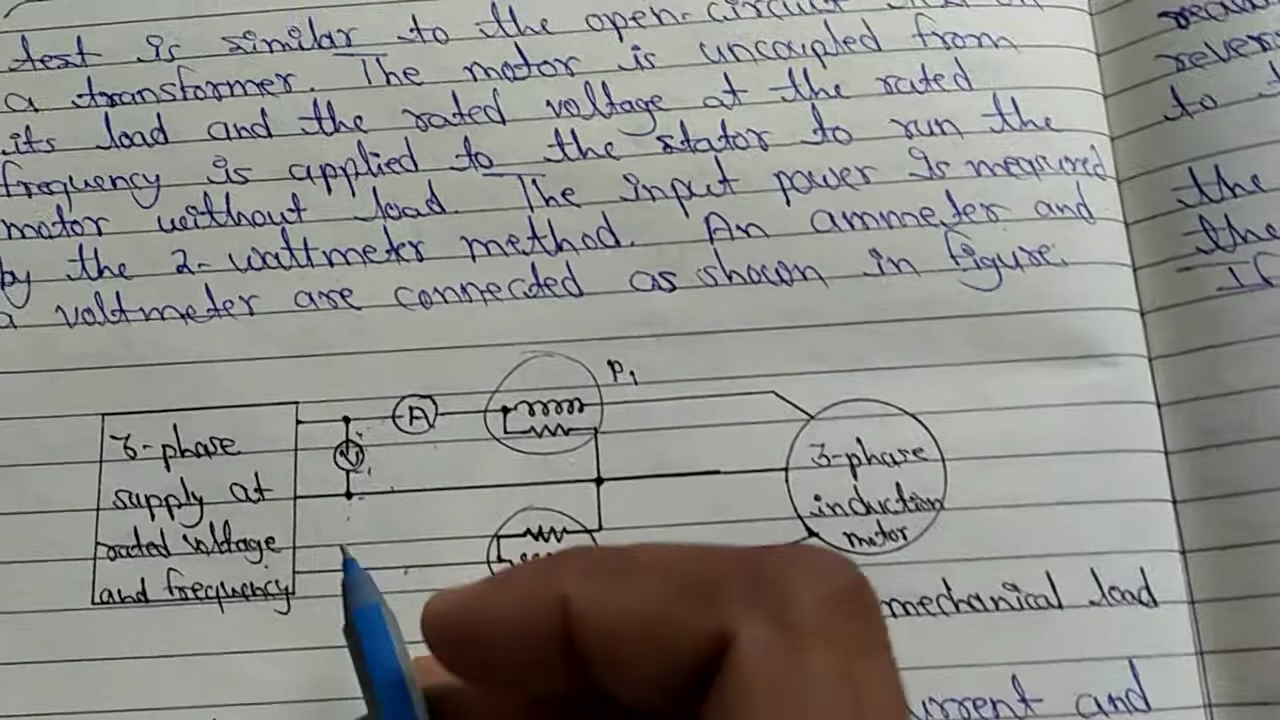 test is similar to the open-circuit
a transformer. The motor is uncoupled from
its load and the rated voltage at the rated
frequency is applied to the stator to run the
motor without load. The input power is measured
by the 2-wattmeter method. An ammeter and
a voltmeter are connected as shown in figure.
P1
A
V
3-phase
supply at
rated voltage
and frequency
3-phase
induction
motor
mechanical load
and
revers
to
the
the
If